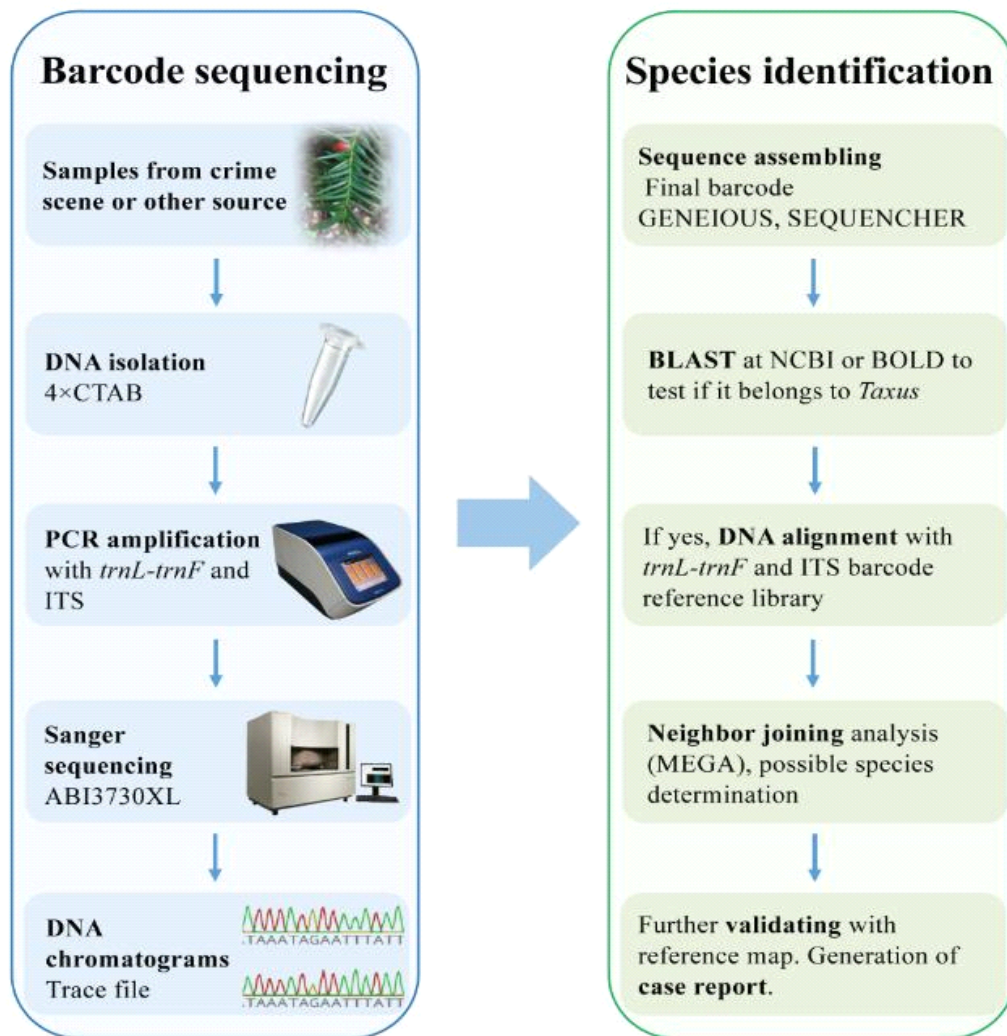 Barcode sequencing
Samples from crime
scene or other source
DNA isolation
4×CTAB
PCR amplification
with trnL-trnF and
ITS
Sanger
sequencing
ABI3730XL
DNA
chromatograms
Trace file
.TAAATAGAATTTATT
.TAAATAGAATTTATT
Species identification
Sequence assembling
Final barcode
GENEIOUS, SEQUENCHER
BLAST at NCBI or BOLD to
test if it belongs to Taxus
If yes, DNA alignment with
trnL-trnF and ITS barcode
reference library
Neighbor joining analysis
(MEGA), possible species
determination
Further validating with
reference map. Generation of
case report.